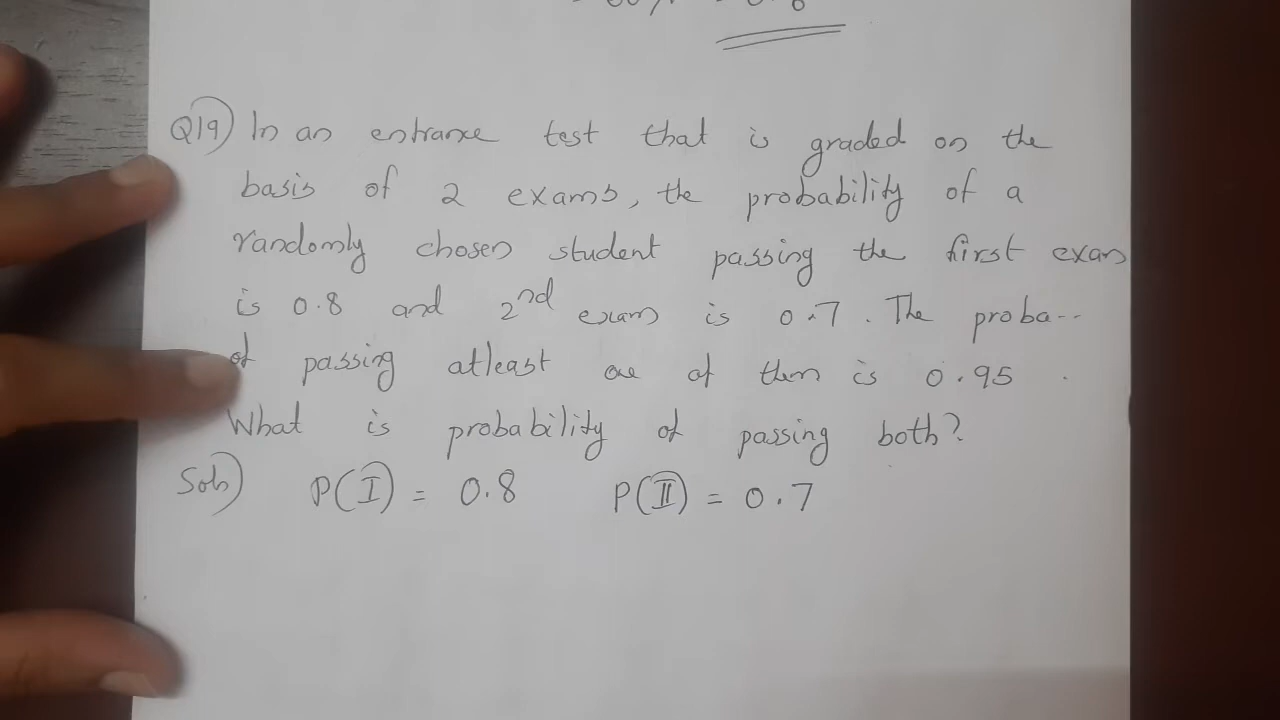 Q19) In an entrance test that is graded on the
basis of 2 exams, the probability of a
randomly chosen student passing the first exam
is 0.8 and 2nd exam is 0.7. The proba--
of passing atleast one of them is 0.95.
What is probability of passing both?
Soln) P(I) = 0.8 P(II) = 0.7